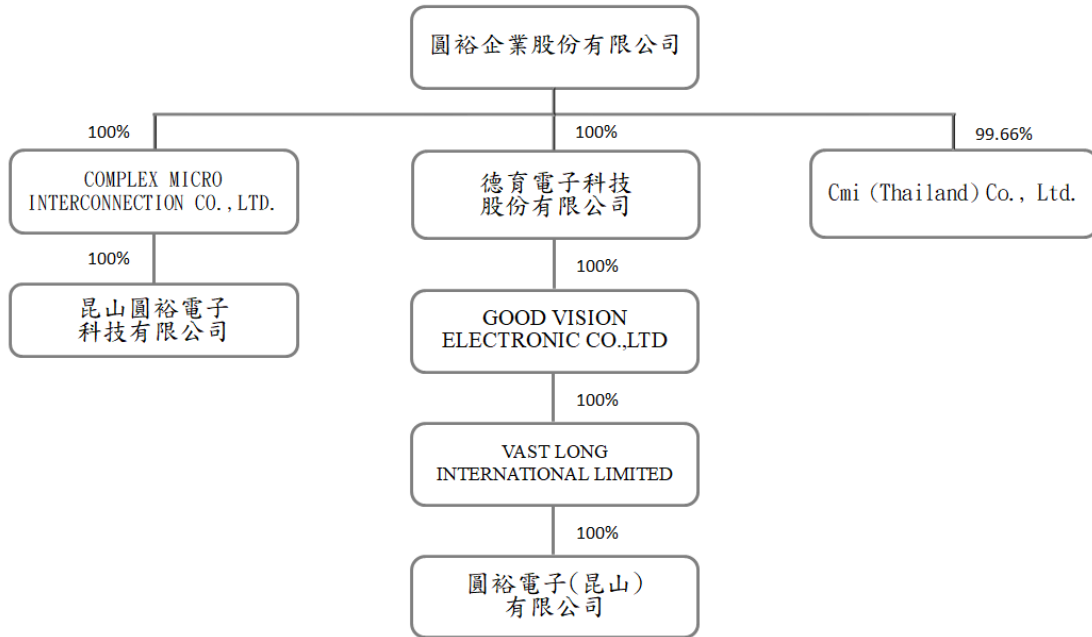 圓裕企業股份有限公司
100%
100%
99.66%
COMPLEX MICRO
INTERCONNECTION CO.,LTD.
德育電子科技
股份有限公司
Cmi (Thailand) Co., Ltd.
100%
100%
昆山圓裕電子
科技有限公司
GOOD VISION
ELECTRONIC CO.,LTD
100%
VAST LONG
INTERNATIONAL LIMITED
100%
圓裕電子(昆山)
有限公司